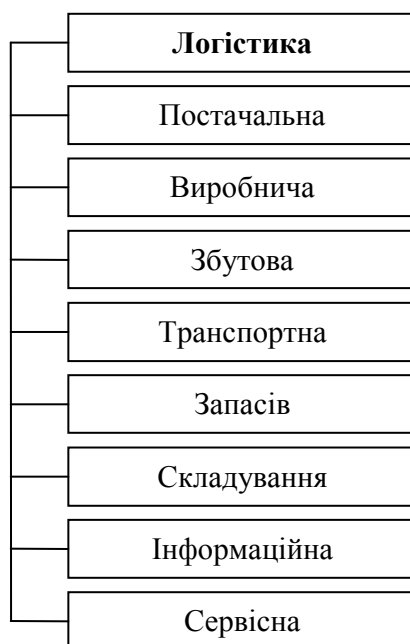 Логістика
Постачальна
Виробнича
Збутова
Транспортна
Запасів
Складування
Інформаційна
Сервісна